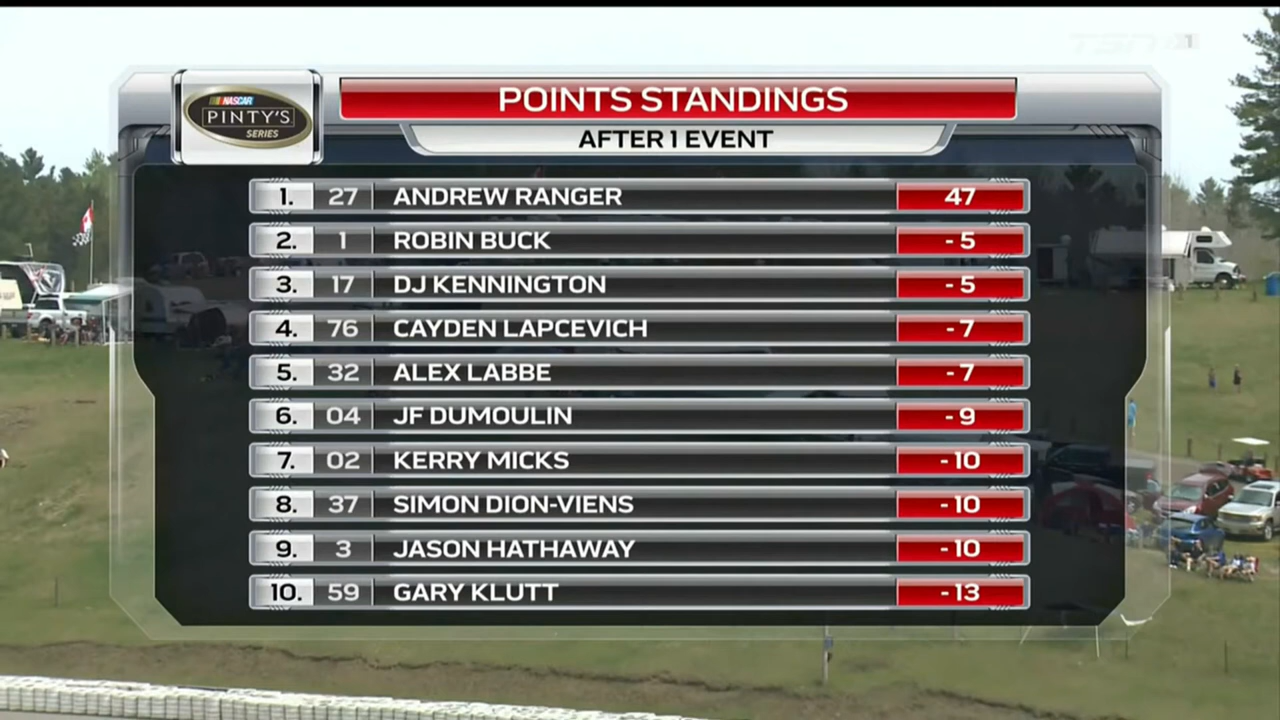 TSN 1
NASCAR
PINTY'S
SERIES
POINTS STANDINGS
AFTER 1 EVENT
1. 27 ANDREW RANGER 47
2. 1 ROBIN BUCK - 5
3. 17 DJ KENNINGTON - 5
4. 76 CAYDEN LAPCEVICH - 7
5. 32 ALEX LABBE - 7
6. 04 JF DUMOULIN - 9
7. 02 KERRY MICKS - 10
8. 37 SIMON DION-VIENS - 10
9. 3 JASON HATHAWAY - 10
10. 59 GARY KLUTT - 13